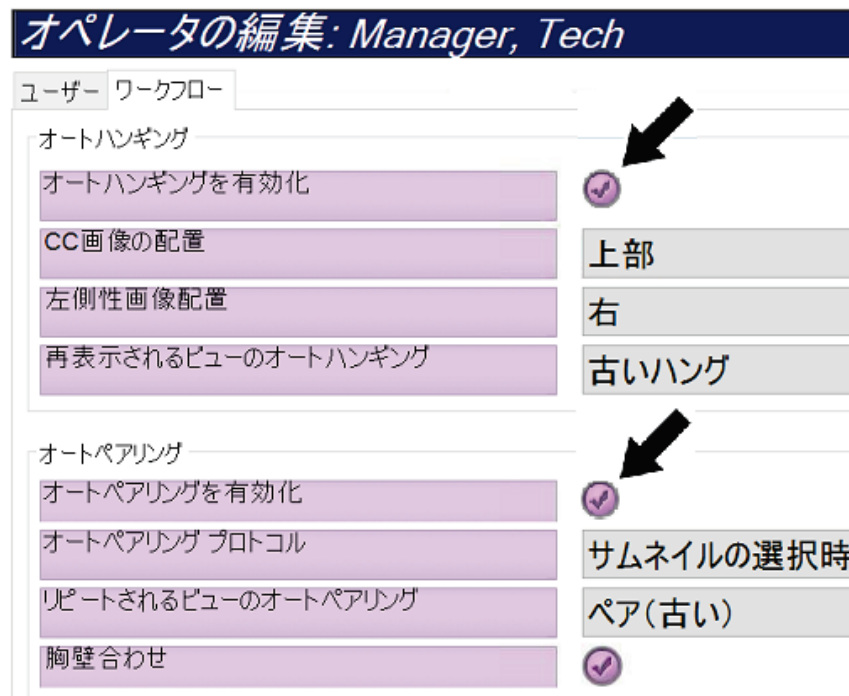 オペレータの編集: Manager, Tech
ユーザー ワークフロー
オートハンギング
オートハンギングを有効化
CC画像の配置 上部
左側性画像配置 右
再表示されるビューのオートハンギング 古いハング
オートペアリング
オートペアリングを有効化
オートペアリング プロトコル サムネイルの選択時
リピートされるビューのオートペアリング ペア(古い)
胸壁合わせ